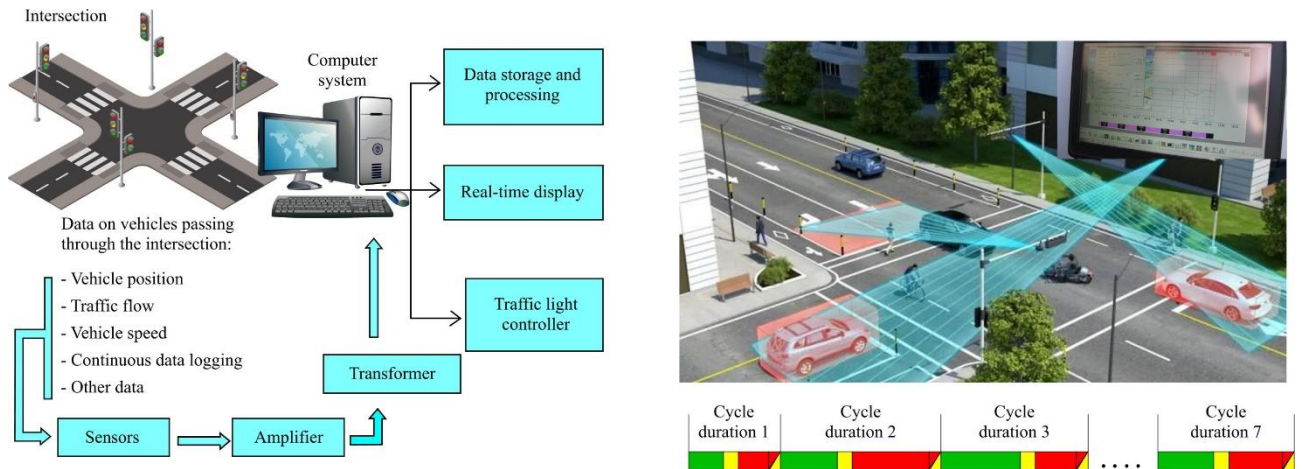 Intersection
Computer
system
Data storage and
processing
Real-time display
Traffic light
controller
Data on vehicles passing
through the intersection:
- Vehicle position
- Traffic flow
- Vehicle speed
- Continuous data logging
- Other data
Transformer
Sensors
Amplifier
Cycle
duration 1
Cycle
duration 2
Cycle
duration 3
. . . .
Cycle
duration 7